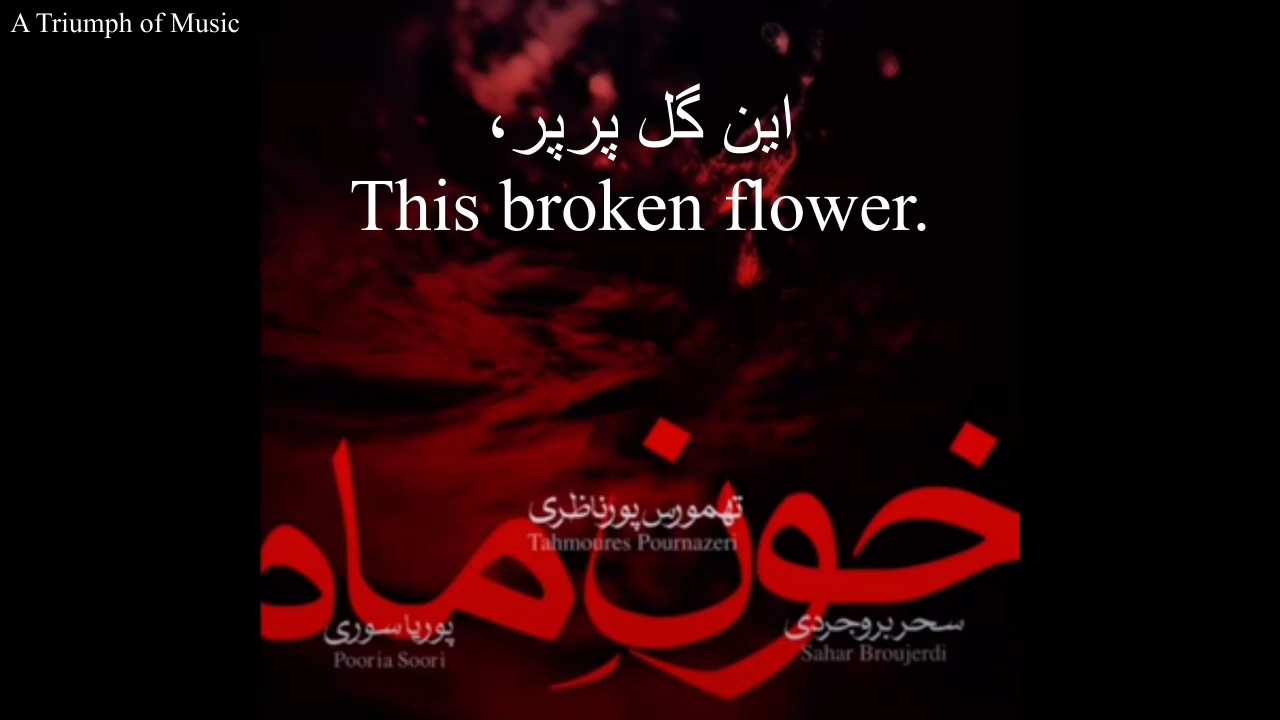 A Triumph of Music
این گل پرپر،
This broken flower.
خونِ ماه
تهمورس پورناظری
Tahmoures Pournazeri
سحر بروجردی
Sahar Broujerdi
پوریا سوری
Pooria Soori